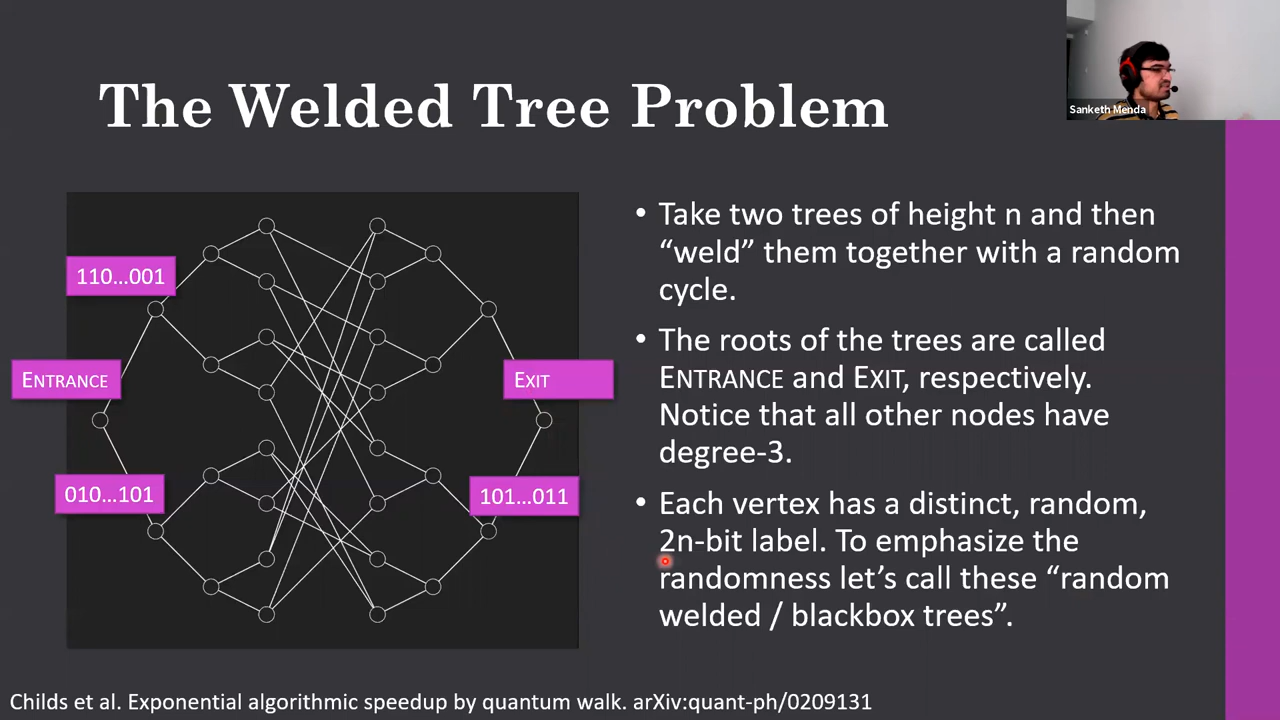 The Welded Tree Problem
Sanketh Menda
110...001
ENTRANCE
010...101
EXIT
101...011
• Take two trees of height n and then
“weld” them together with a random
cycle.
• The roots of the trees are called
ENTRANCE and EXIT, respectively.
Notice that all other nodes have
degree-3.
• Each vertex has a distinct, random,
2n-bit label. To emphasize the
randomness let’s call these “random
welded / blackbox trees”.
Childs et al. Exponential algorithmic speedup by quantum walk. arXiv:quant-ph/0209131